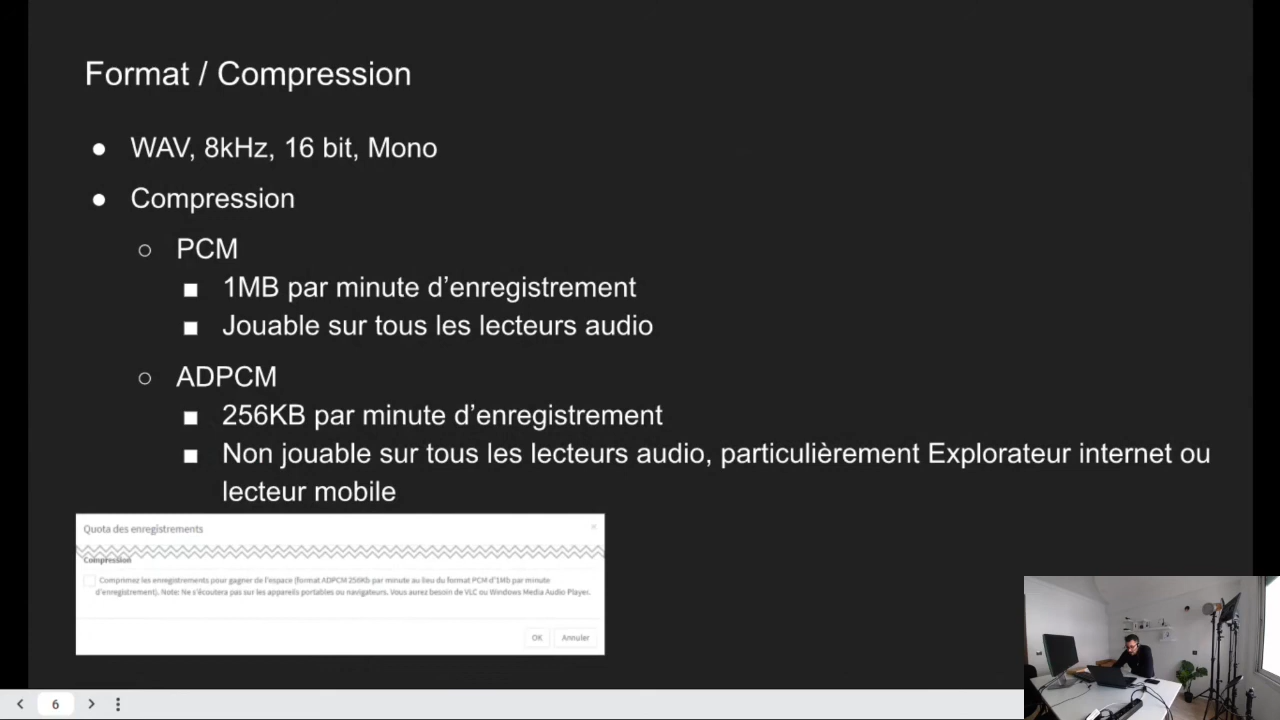 Format / Compression
● WAV, 8kHz, 16 bit, Mono
● Compression
○ PCM
■ 1MB par minute d’enregistrement
■ Jouable sur tous les lecteurs audio
○ ADPCM
■ 256KB par minute d’enregistrement
■ Non jouable sur tous les lecteurs audio, particulièrement Explorateur internet ou
lecteur mobile
Quota des enregistrements
Compression
Comprimez les enregistrements pour gagner de l'espace (format ADPCM 256Kb par minute au lieu du format PCM d'1Mb par minute
d'enregistrement). Note: Ne s'écoutera pas sur les appareils portables ou navigateurs. Vous aurez besoin de VLC ou Windows Media Audio Player.
OK Annuler
6